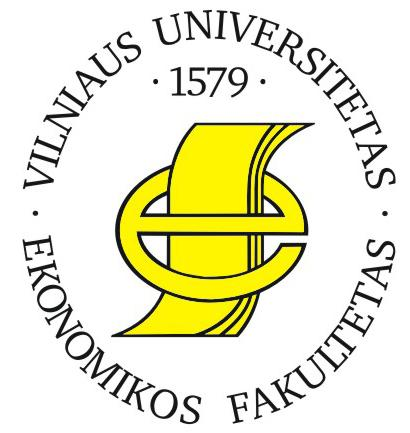 VILNIAUS UNIVERSITETAS
· 1579 ·
· EKONOMIKOS FAKULTETAS ·